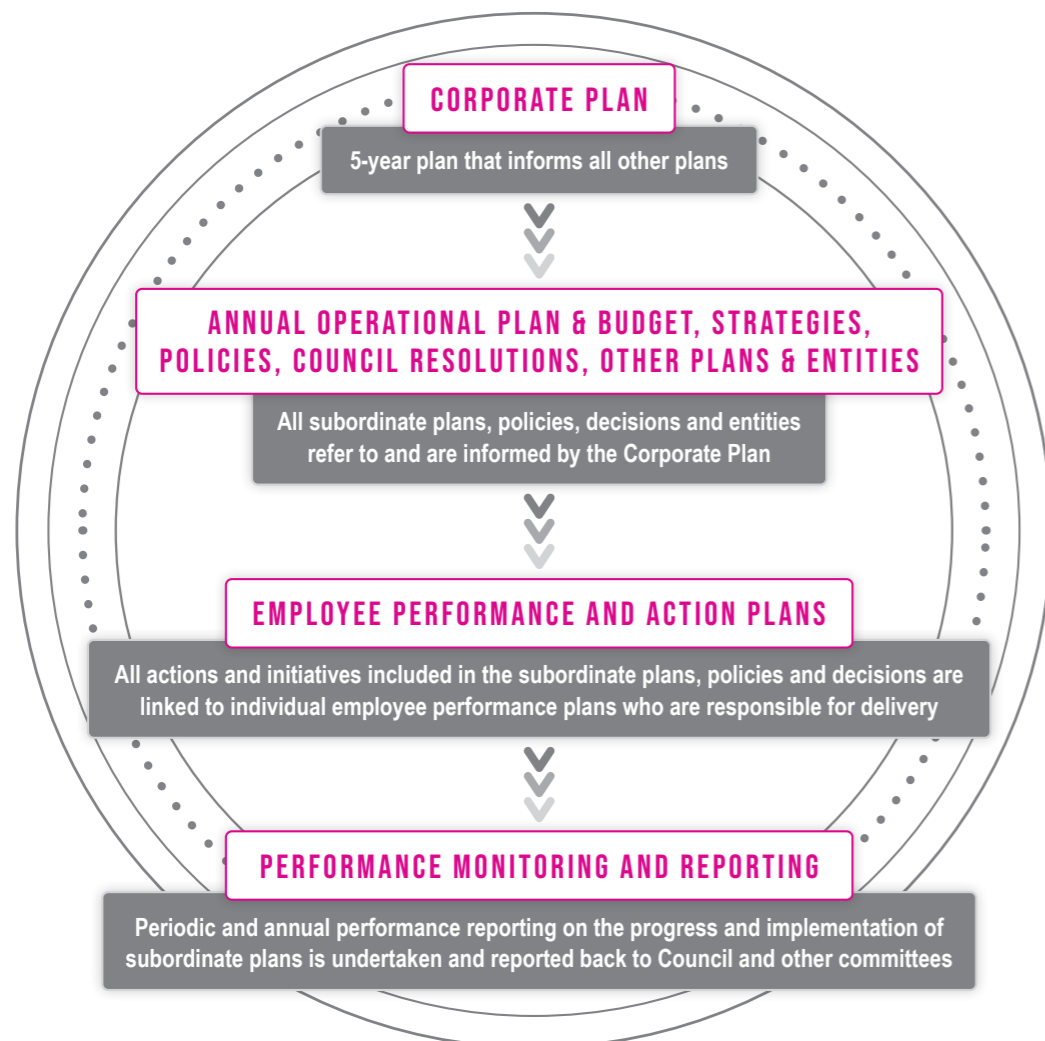 CORPORATE PLAN
5-year plan that informs all other plans
ANNUAL OPERATIONAL PLAN & BUDGET, STRATEGIES,
POLICIES, COUNCIL RESOLUTIONS, OTHER PLANS & ENTITIES
All subordinate plans, policies, decisions and entities
refer to and are informed by the Corporate Plan
EMPLOYEE PERFORMANCE AND ACTION PLANS
All actions and initiatives included in the subordinate plans, policies and decisions are
linked to individual employee performance plans who are responsible for delivery
PERFORMANCE MONITORING AND REPORTING
Periodic and annual performance reporting on the progress and implementation of
subordinate plans is undertaken and reported back to Council and other committees